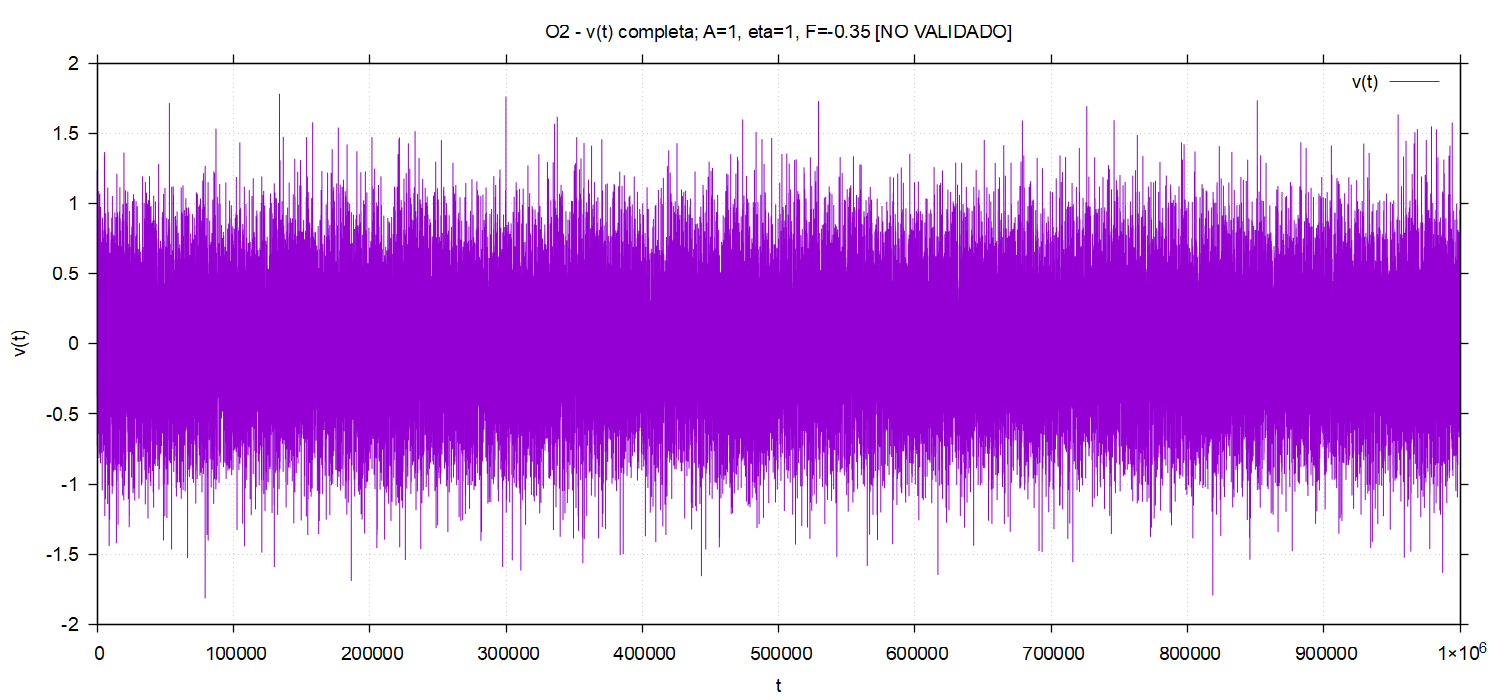 O2 - v(t) completa; A=1, eta=1, F=-0.35 [NO VALIDADO]
v(t)
2
1.5
1
0.5
0
-0.5
-1
-1.5
-2
v(t)
0 100000 200000 300000 400000 500000 600000 700000 800000 900000 1×10⁶
t